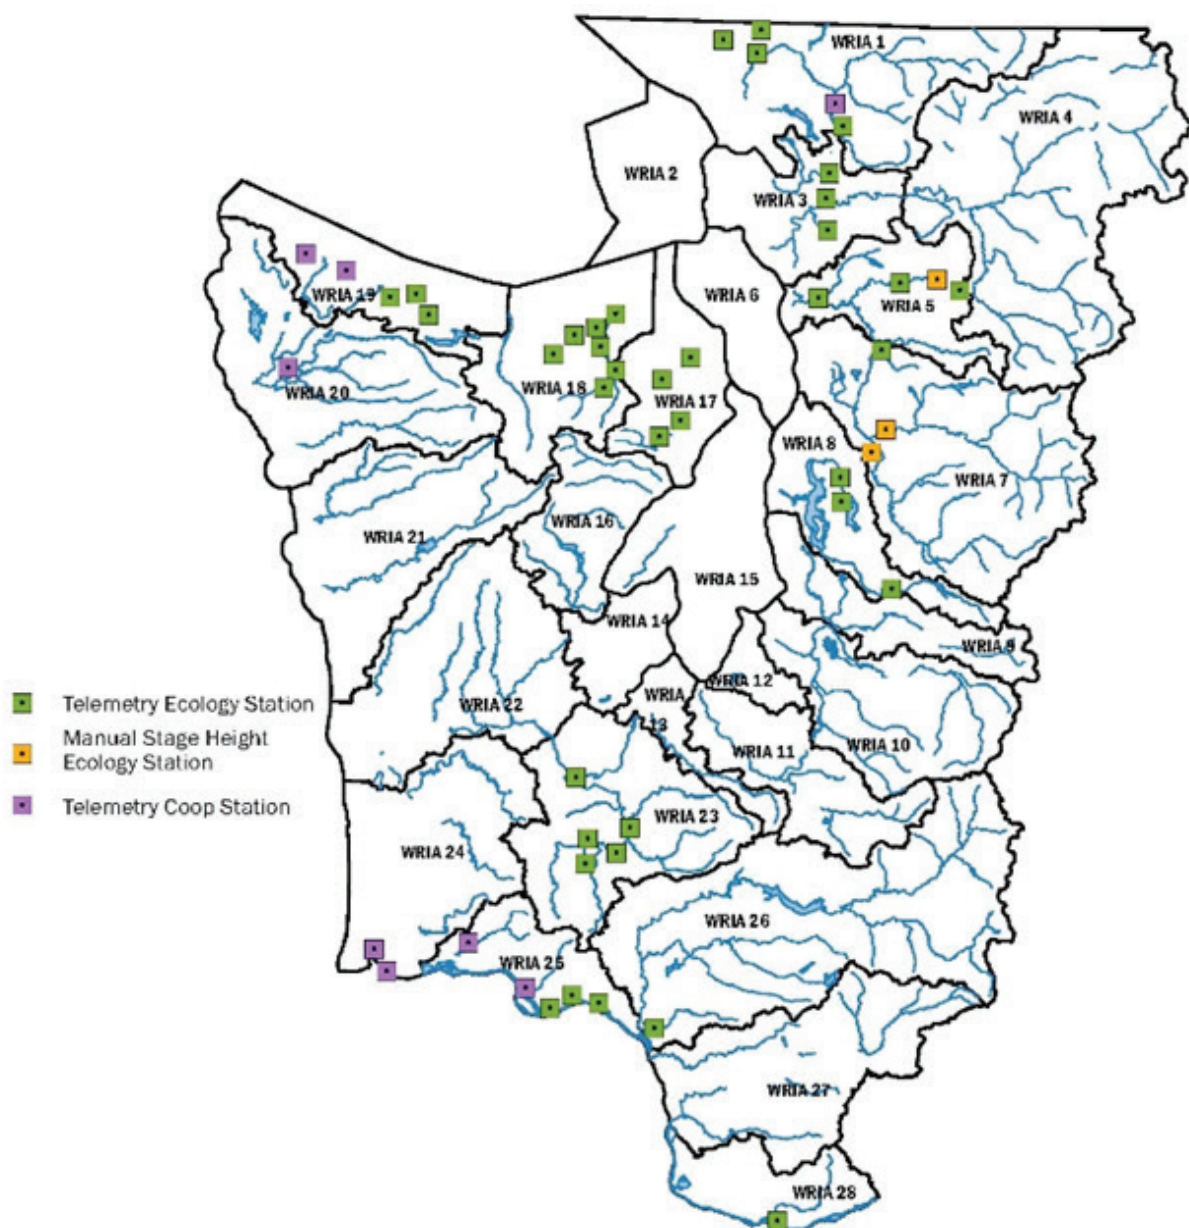 WRIA 1
WRIA 4
WRIA 2
WRIA 3
WRIA 19
WRIA 6
WRIA 5
WRIA 20
WRIA 18
WRIA 17
WRIA 8
WRIA 7
WRIA 21
WRIA 16
WRIA 15
WRIA 14
WRIA 9
WRIA 12
WRIA
13
WRIA 22
WRIA 11
WRIA 10
Telemetry Ecology Station
Manual Stage Height
Ecology Station
Telemetry Coop Station
WRIA 23
WRIA 24
WRIA 26
WRIA 25
WRIA 27
WRIA 28